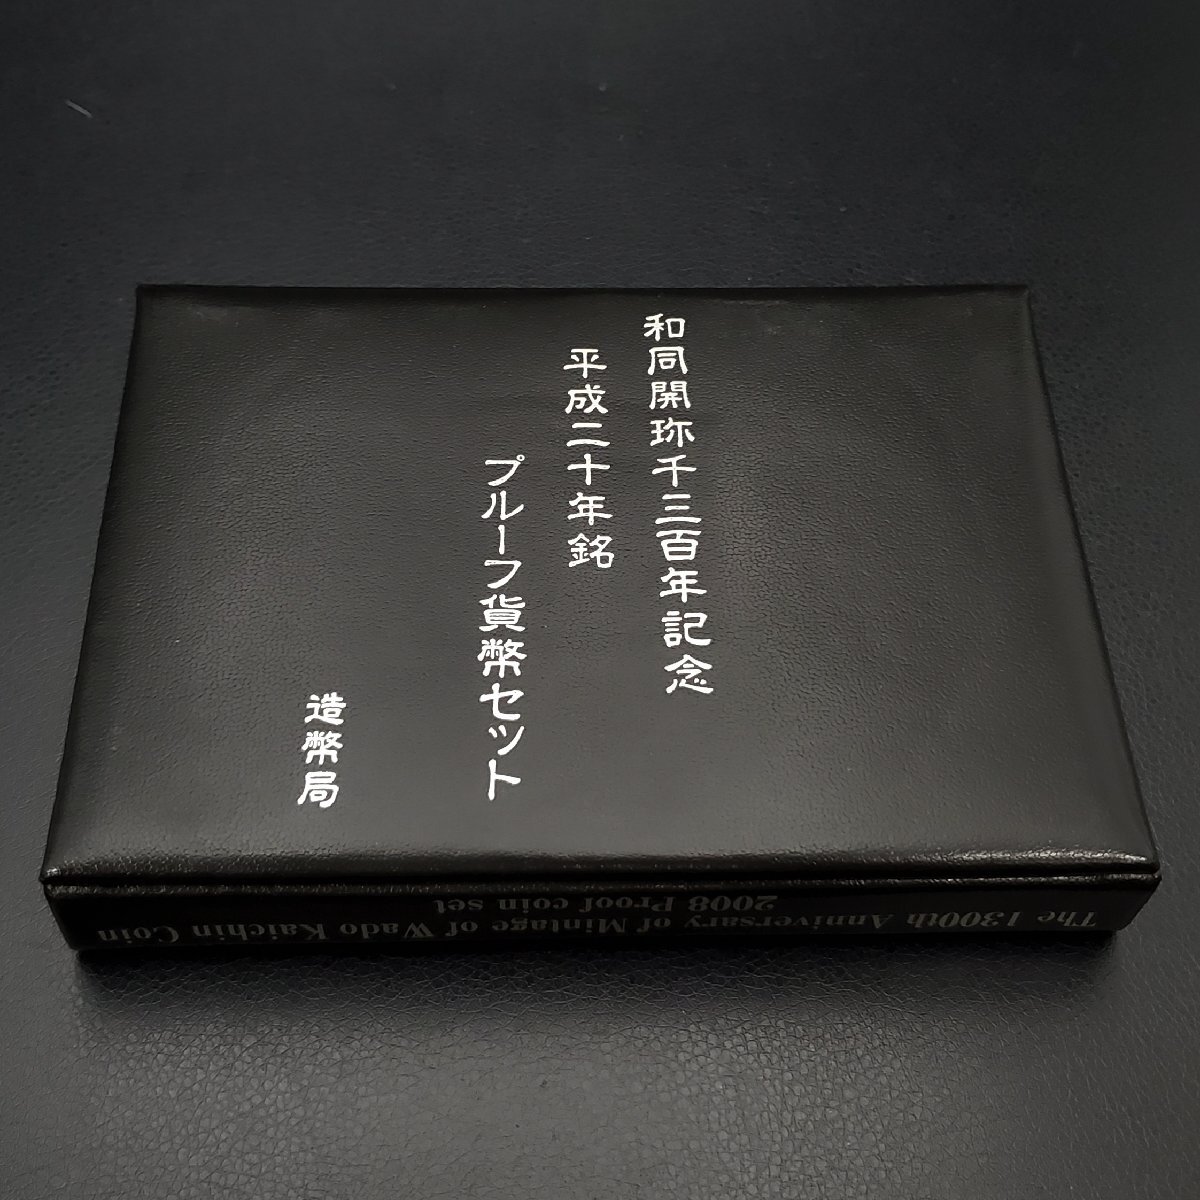 和同開珎千三百年記念
平成二十年銘
プルーフ貨幣セット
造幣局
The 1300th Anniversary of Mintage of Wado Kaichin Coin
2008 Proof coin set